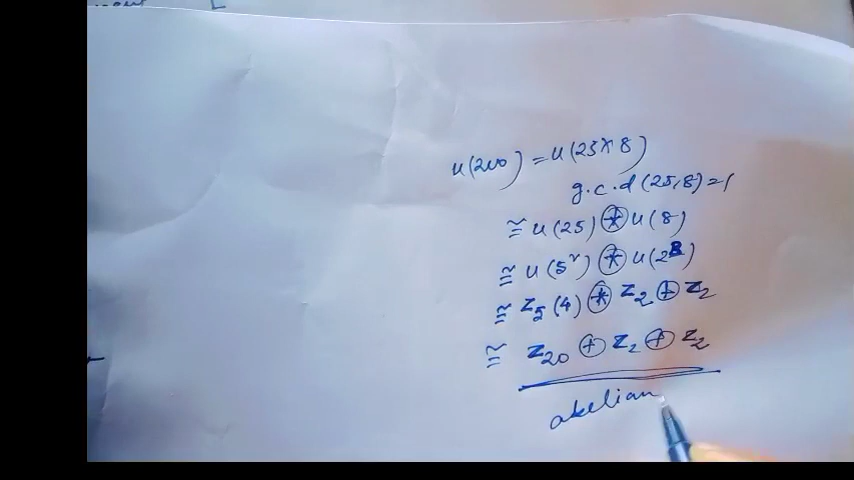 u(200) = u(25×8)
g.c.d (25,8) = 1
≅ u(25) ⊛ u(8)
≅ u(5²) ⊛ u(2³)
≅ Z₅(4) ⊛ Z₂ ⊕ Z₂
≅ Z₂₀ ⊕ Z₂ ⊕ Z₂
abelian